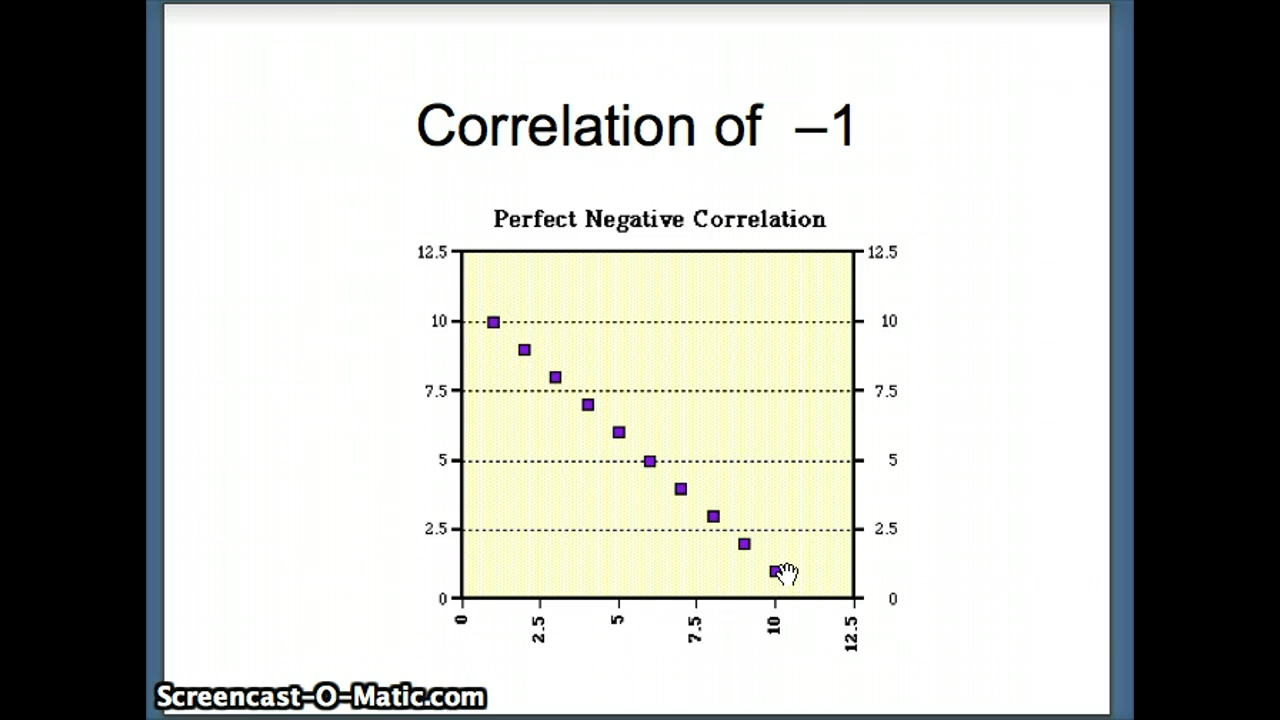 Correlation of –1
Perfect Negative Correlation
12.5 12.5
10 10
7.5 7.5
5 5
2.5 2.5
0 0
0 2.5 5 7.5 10 12.5
Screencast-O-Matic.com